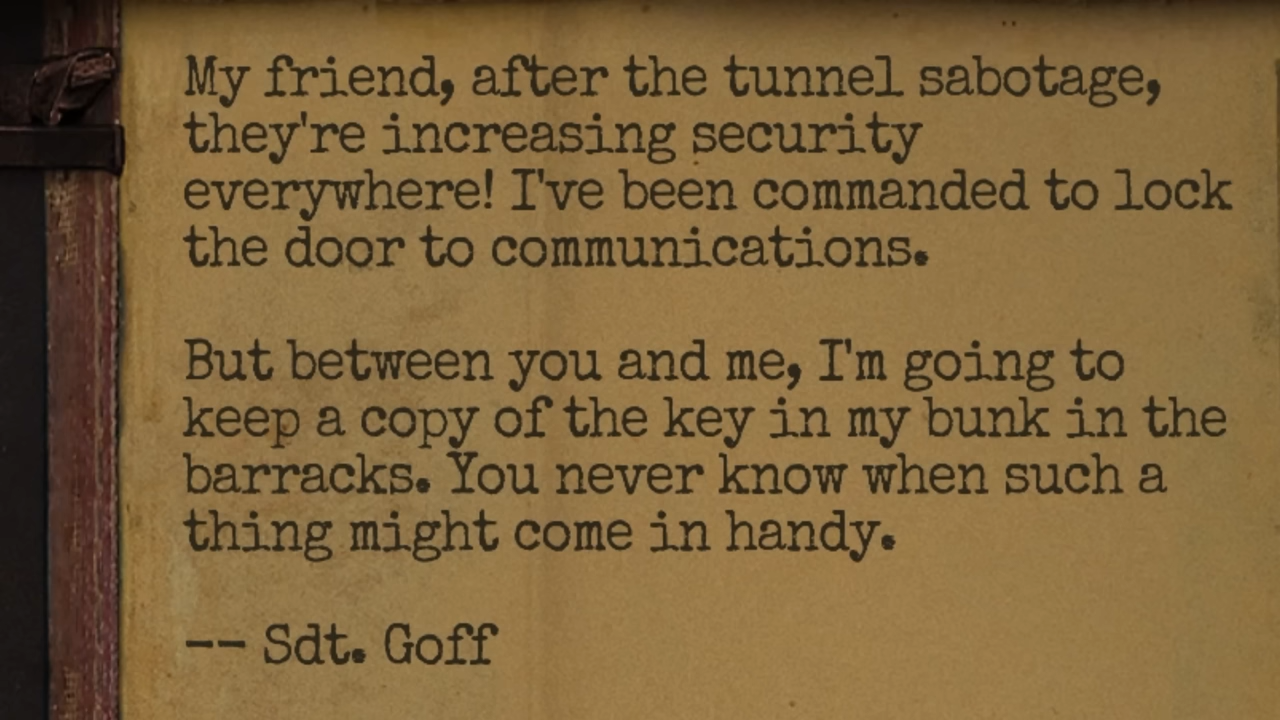 My friend, after the tunnel sabotage,
they're increasing security
everywhere! I've been commanded to lock
the door to communications.
But between you and me, I'm going to
keep a copy of the key in my bunk in the
barracks. You never know when such a
thing might come in handy.
-- Sdt. Goff